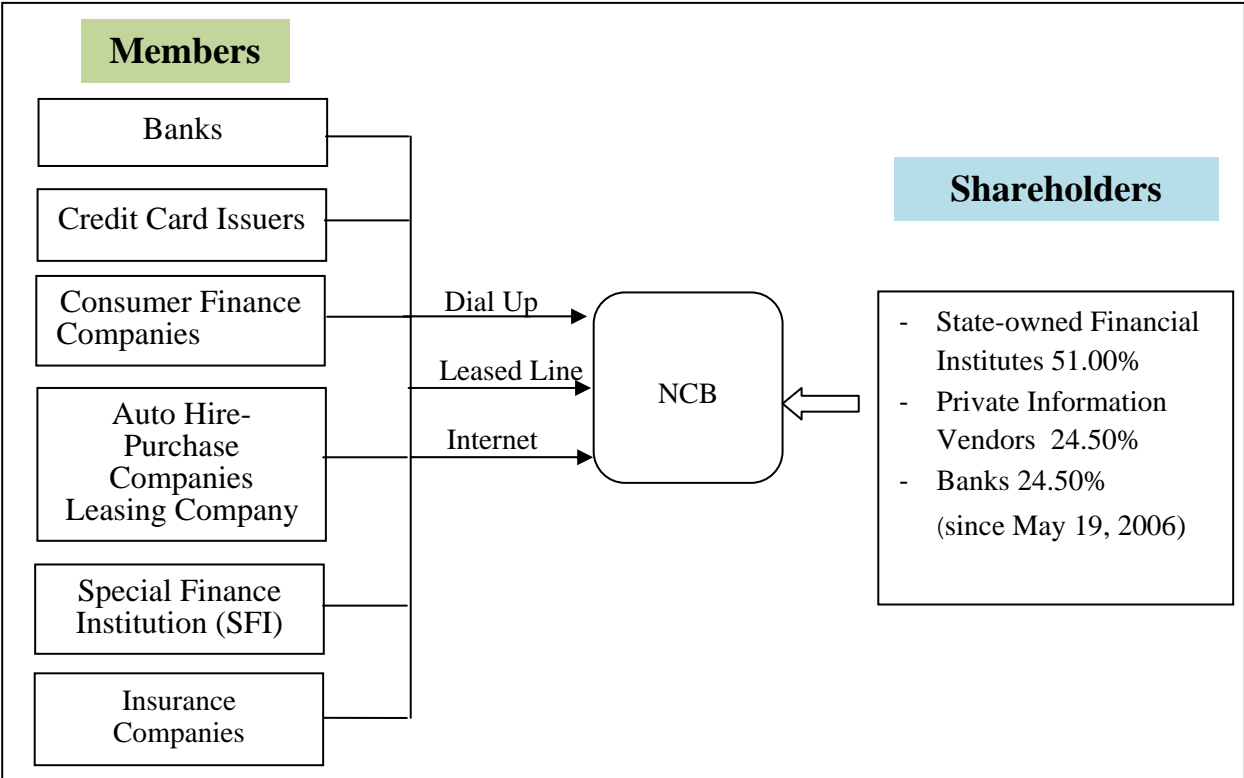 Members
Banks
Credit Card Issuers
Consumer Finance
Companies
Auto Hire-
Purchase
Companies
Leasing Company
Special Finance
Institution (SFI)
Insurance
Companies
Dial Up
Leased Line
Internet
NCB
Shareholders
- State-owned Financial
Institutes 51.00%
- Private Information
Vendors 24.50%
- Banks 24.50%
(since May 19, 2006)